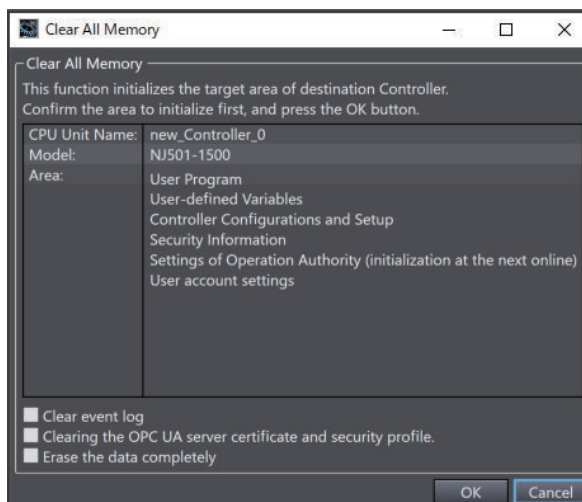 Clear All Memory
Clear All Memory
This function initializes the target area of destination Controller.
Confirm the area to initialize first, and press the OK button.
CPU Unit Name: new_Controller_0
Model: NJ501-1500
Area: User Program
User-defined Variables
Controller Configurations and Setup
Security Information
Settings of Operation Authority (initialization at the next online)
User account settings
Clear event log
Clearing the OPC UA server certificate and security profile.
Erase the data completely
OK Cancel